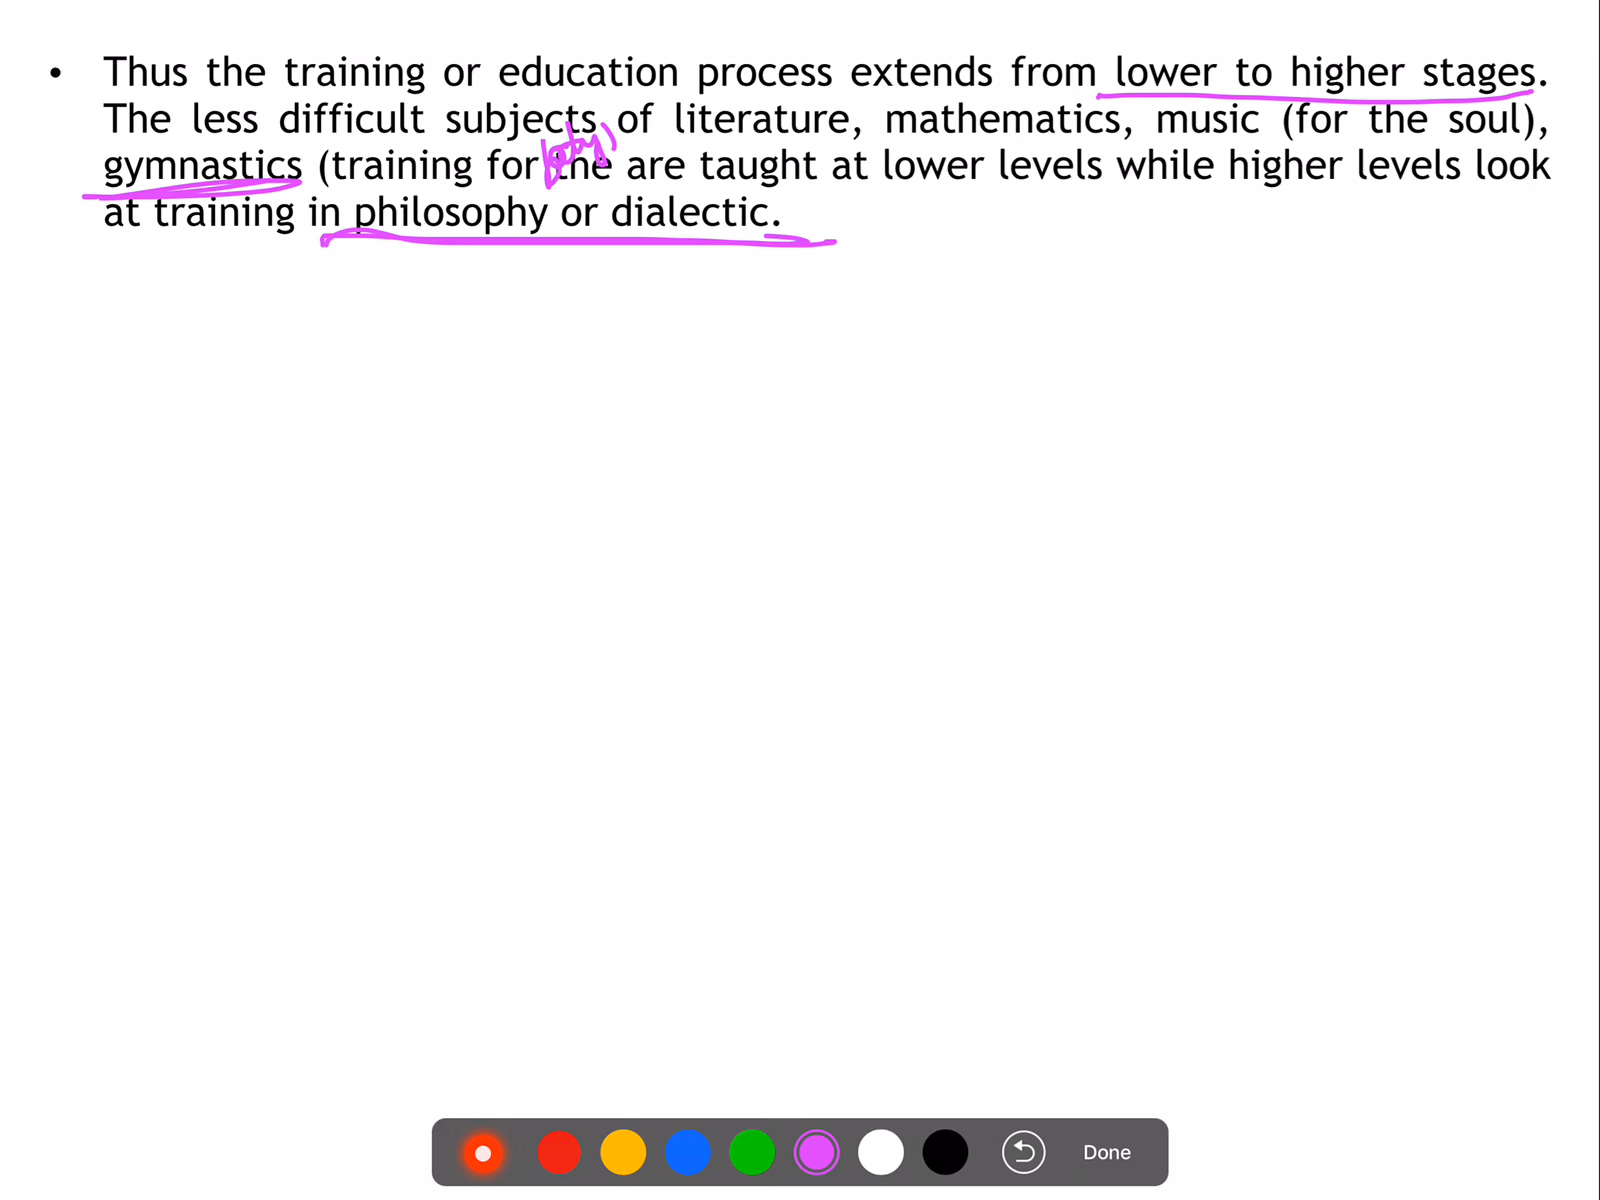 • Thus the training or education process extends from lower to higher stages.
The less difficult subjects of literature, mathematics, music (for the soul),
body)
gymnastics (training for the are taught at lower levels while higher levels look
at training in philosophy or dialectic.
Done